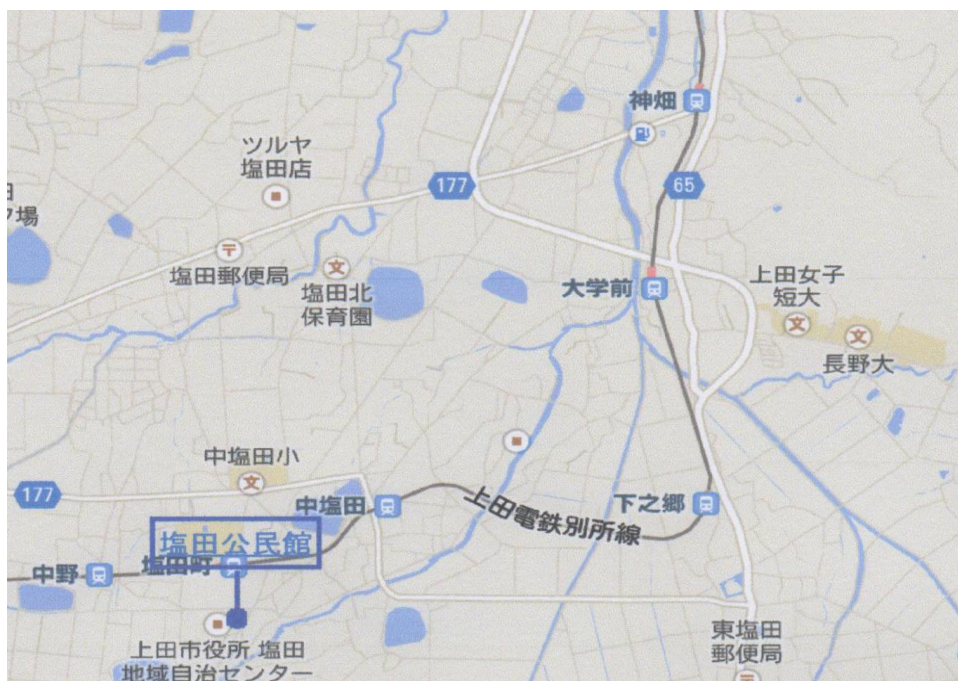 神畑
ツルヤ
塩田店
177
65
田
ク場
塩田郵便局
塩田北
保育園
大学前
上田女子
短大
長野大
中塩田小
177
中塩田
上田電鉄別所線
下之郷
塩田公民館
塩田町
中野
上田市役所 塩田
地域自治センター
東塩田
郵便局